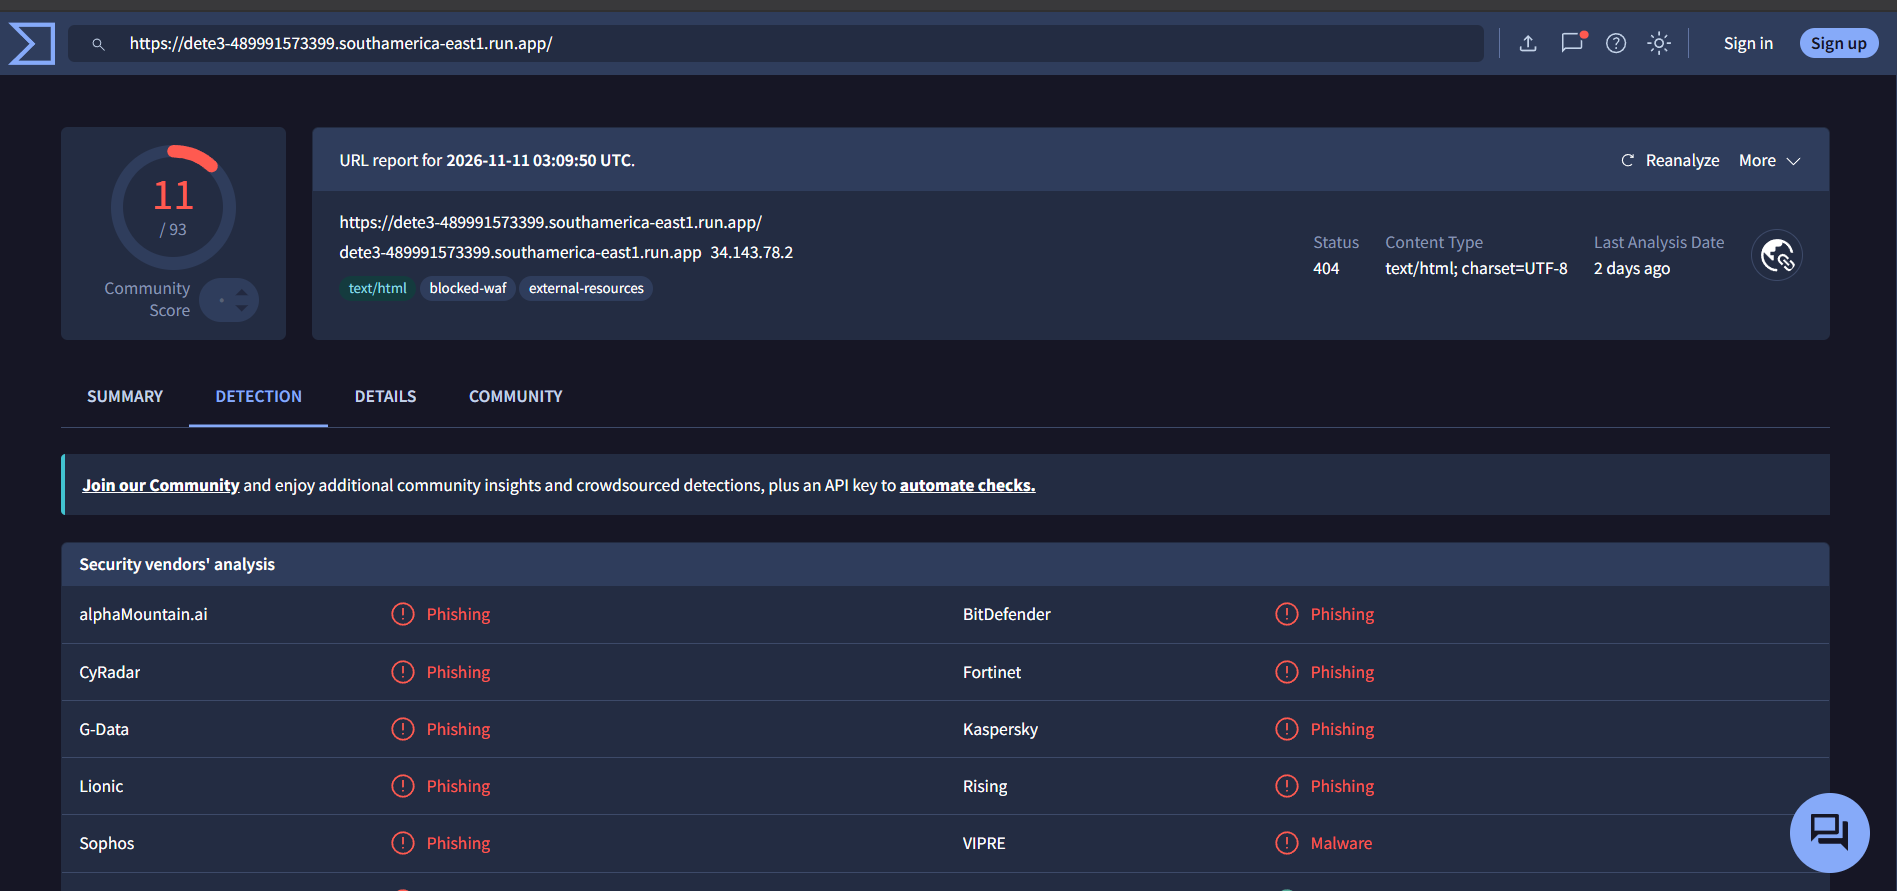 https://dete3-489991573399.southamerica-east1.run.app/
Sign in
Sign up
11
/ 93
Community
Score
URL report for 2026-11-11 03:09:50 UTC.
Reanalyze
More
https://dete3-489991573399.southamerica-east1.run.app/
dete3-489991573399.southamerica-east1.run.app 34.143.78.2
text/html
blocked-waf
external-resources
Status
404
Content Type
text/html; charset=UTF-8
Last Analysis Date
2 days ago
SUMMARY
DETECTION
DETAILS
COMMUNITY
Join our Community and enjoy additional community insights and crowdsourced detections, plus an API key to automate checks.
Security vendors' analysis
alphaMountain.ai
Phishing
BitDefender
Phishing
CyRadar
Phishing
Fortinet
Phishing
G-Data
Phishing
Kaspersky
Phishing
Lionic
Phishing
Rising
Phishing
Sophos
Phishing
VIPRE
Malware